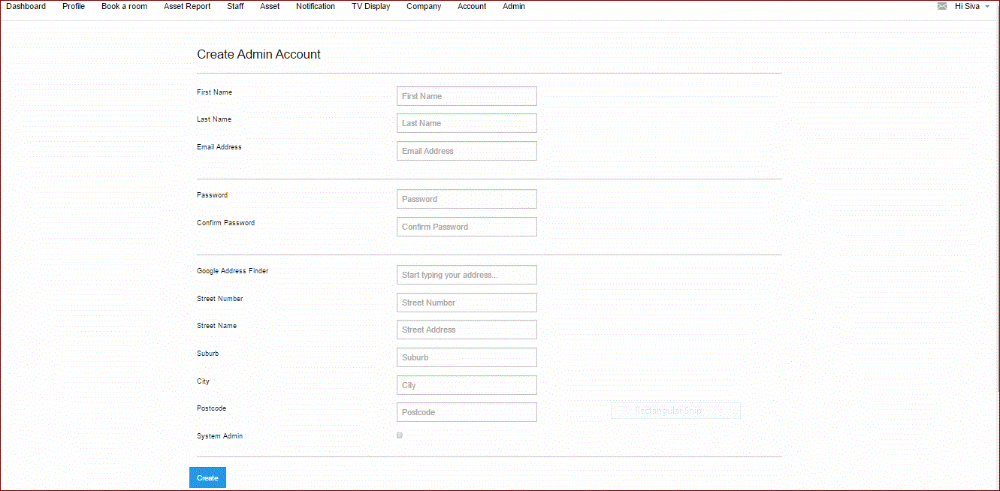 Dashboard Profile Book a room Asset Report Staff Asset Notification TV Display Company Account Admin Hi Siva
Create Admin Account
First Name First Name
Last Name Last Name
Email Address Email Address
Password Password
Confirm Password Confirm Password
Google Address Finder Start typing your address...
Street Number Street Number
Street Name Street Address
Suburb Suburb
City City
Postcode Postcode Rectangular Snip
System Admin
Create